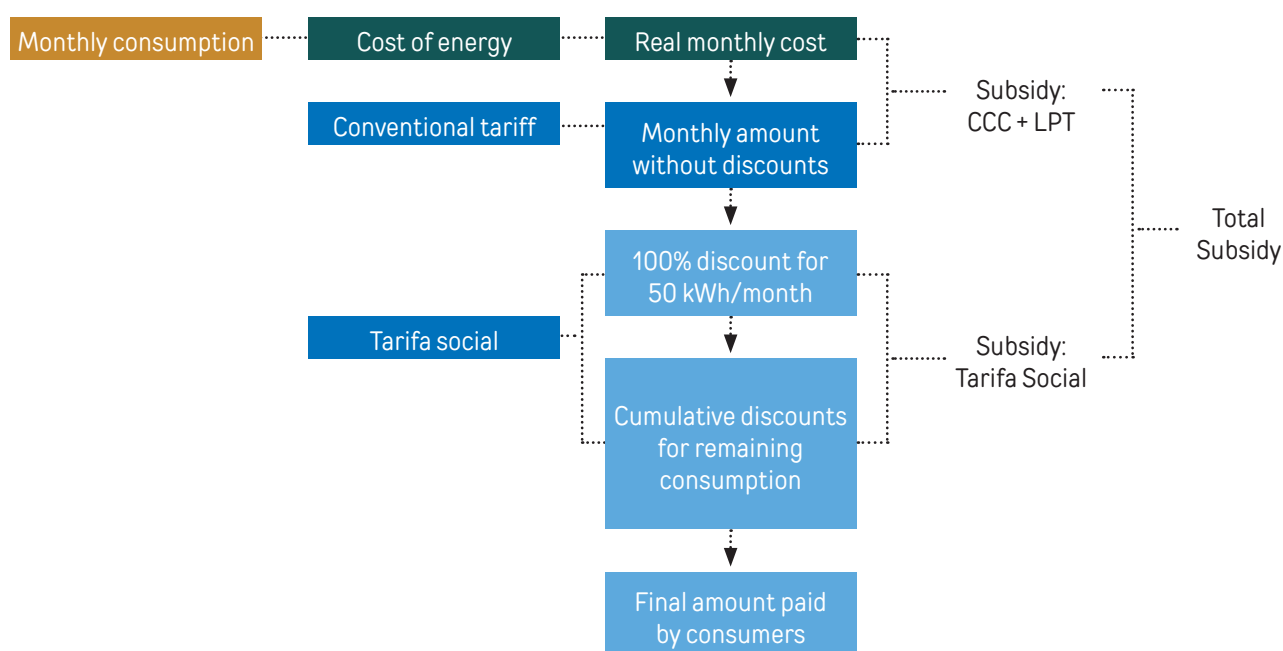 Monthly consumption
Cost of energy
Real monthly cost
Subsidy:
CCC + LPT
Conventional tariff
Monthly amount
without discounts
Total
Subsidy
100% discount for
50 kWh/month
Tarifa social
Subsidy:
Tarifa Social
Cumulative discounts
for remaining
consumption
Final amount paid
by consumers